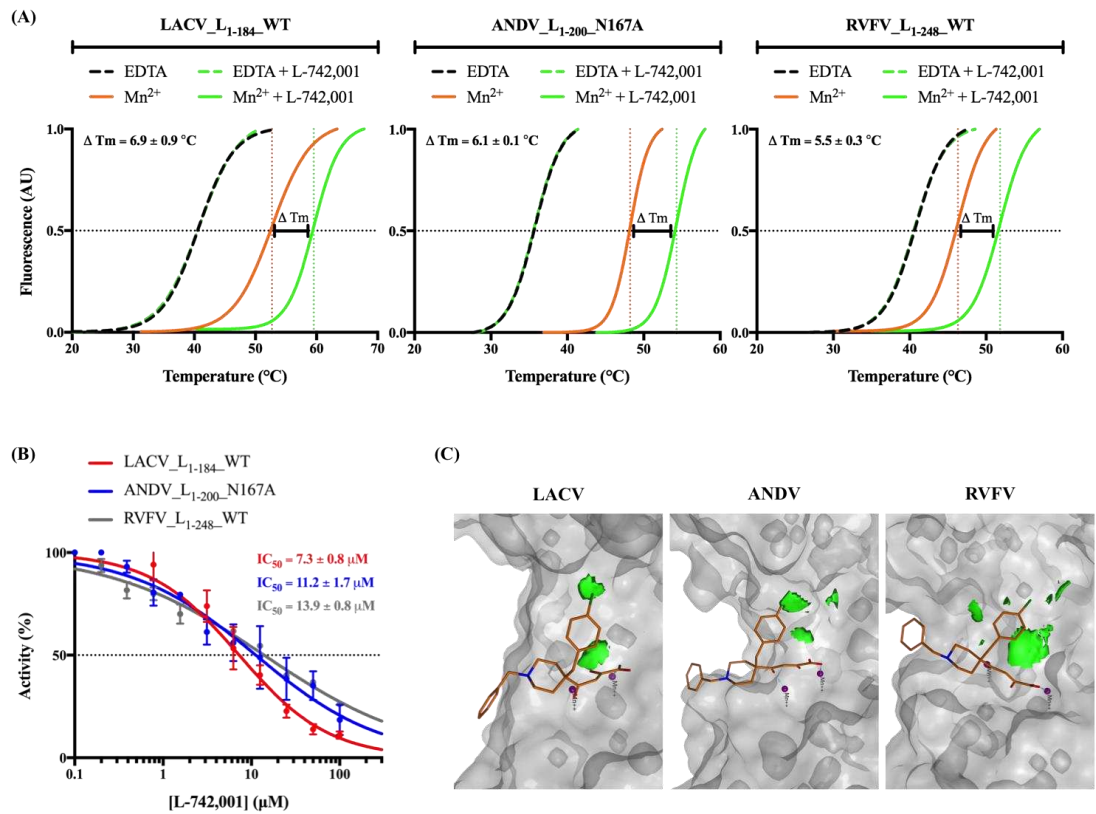 (A)
LACV_L1-184_WT
EDTA
EDTA + L-742,001
Mn2+
Mn2+ + L-742,001
Δ Tm = 6.9 ± 0.9 °C
Δ Tm
Fluorescence (AU)
1.0
0.5
0.0
20 30 40 50 60 70
Temperature (°C)
ANDV_L1-200_N167A
EDTA
EDTA + L-742,001
Mn2+
Mn2+ + L-742,001
Δ Tm = 6.1 ± 0.1 °C
Δ Tm
1.0
0.5
0.0
20 30 40 50 60
Temperature (°C)
RVFV_L1-248_WT
EDTA
EDTA + L-742,001
Mn2+
Mn2+ + L-742,001
Δ Tm = 5.5 ± 0.3 °C
Δ Tm
1.0
0.5
0.0
20 30 40 50 60
Temperature (°C)
(B)
LACV_L1-184_WT
ANDV_L1-200_N167A
RVFV_L1-248_WT
IC50 = 7.3 ± 0.8 µM
IC50 = 11.2 ± 1.7 µM
IC50 = 13.9 ± 0.8 µM
Activity (%)
100
50
0
0.1 1 10 100
[L-742,001] (µM)
(C)
LACV
ANDV
RVFV